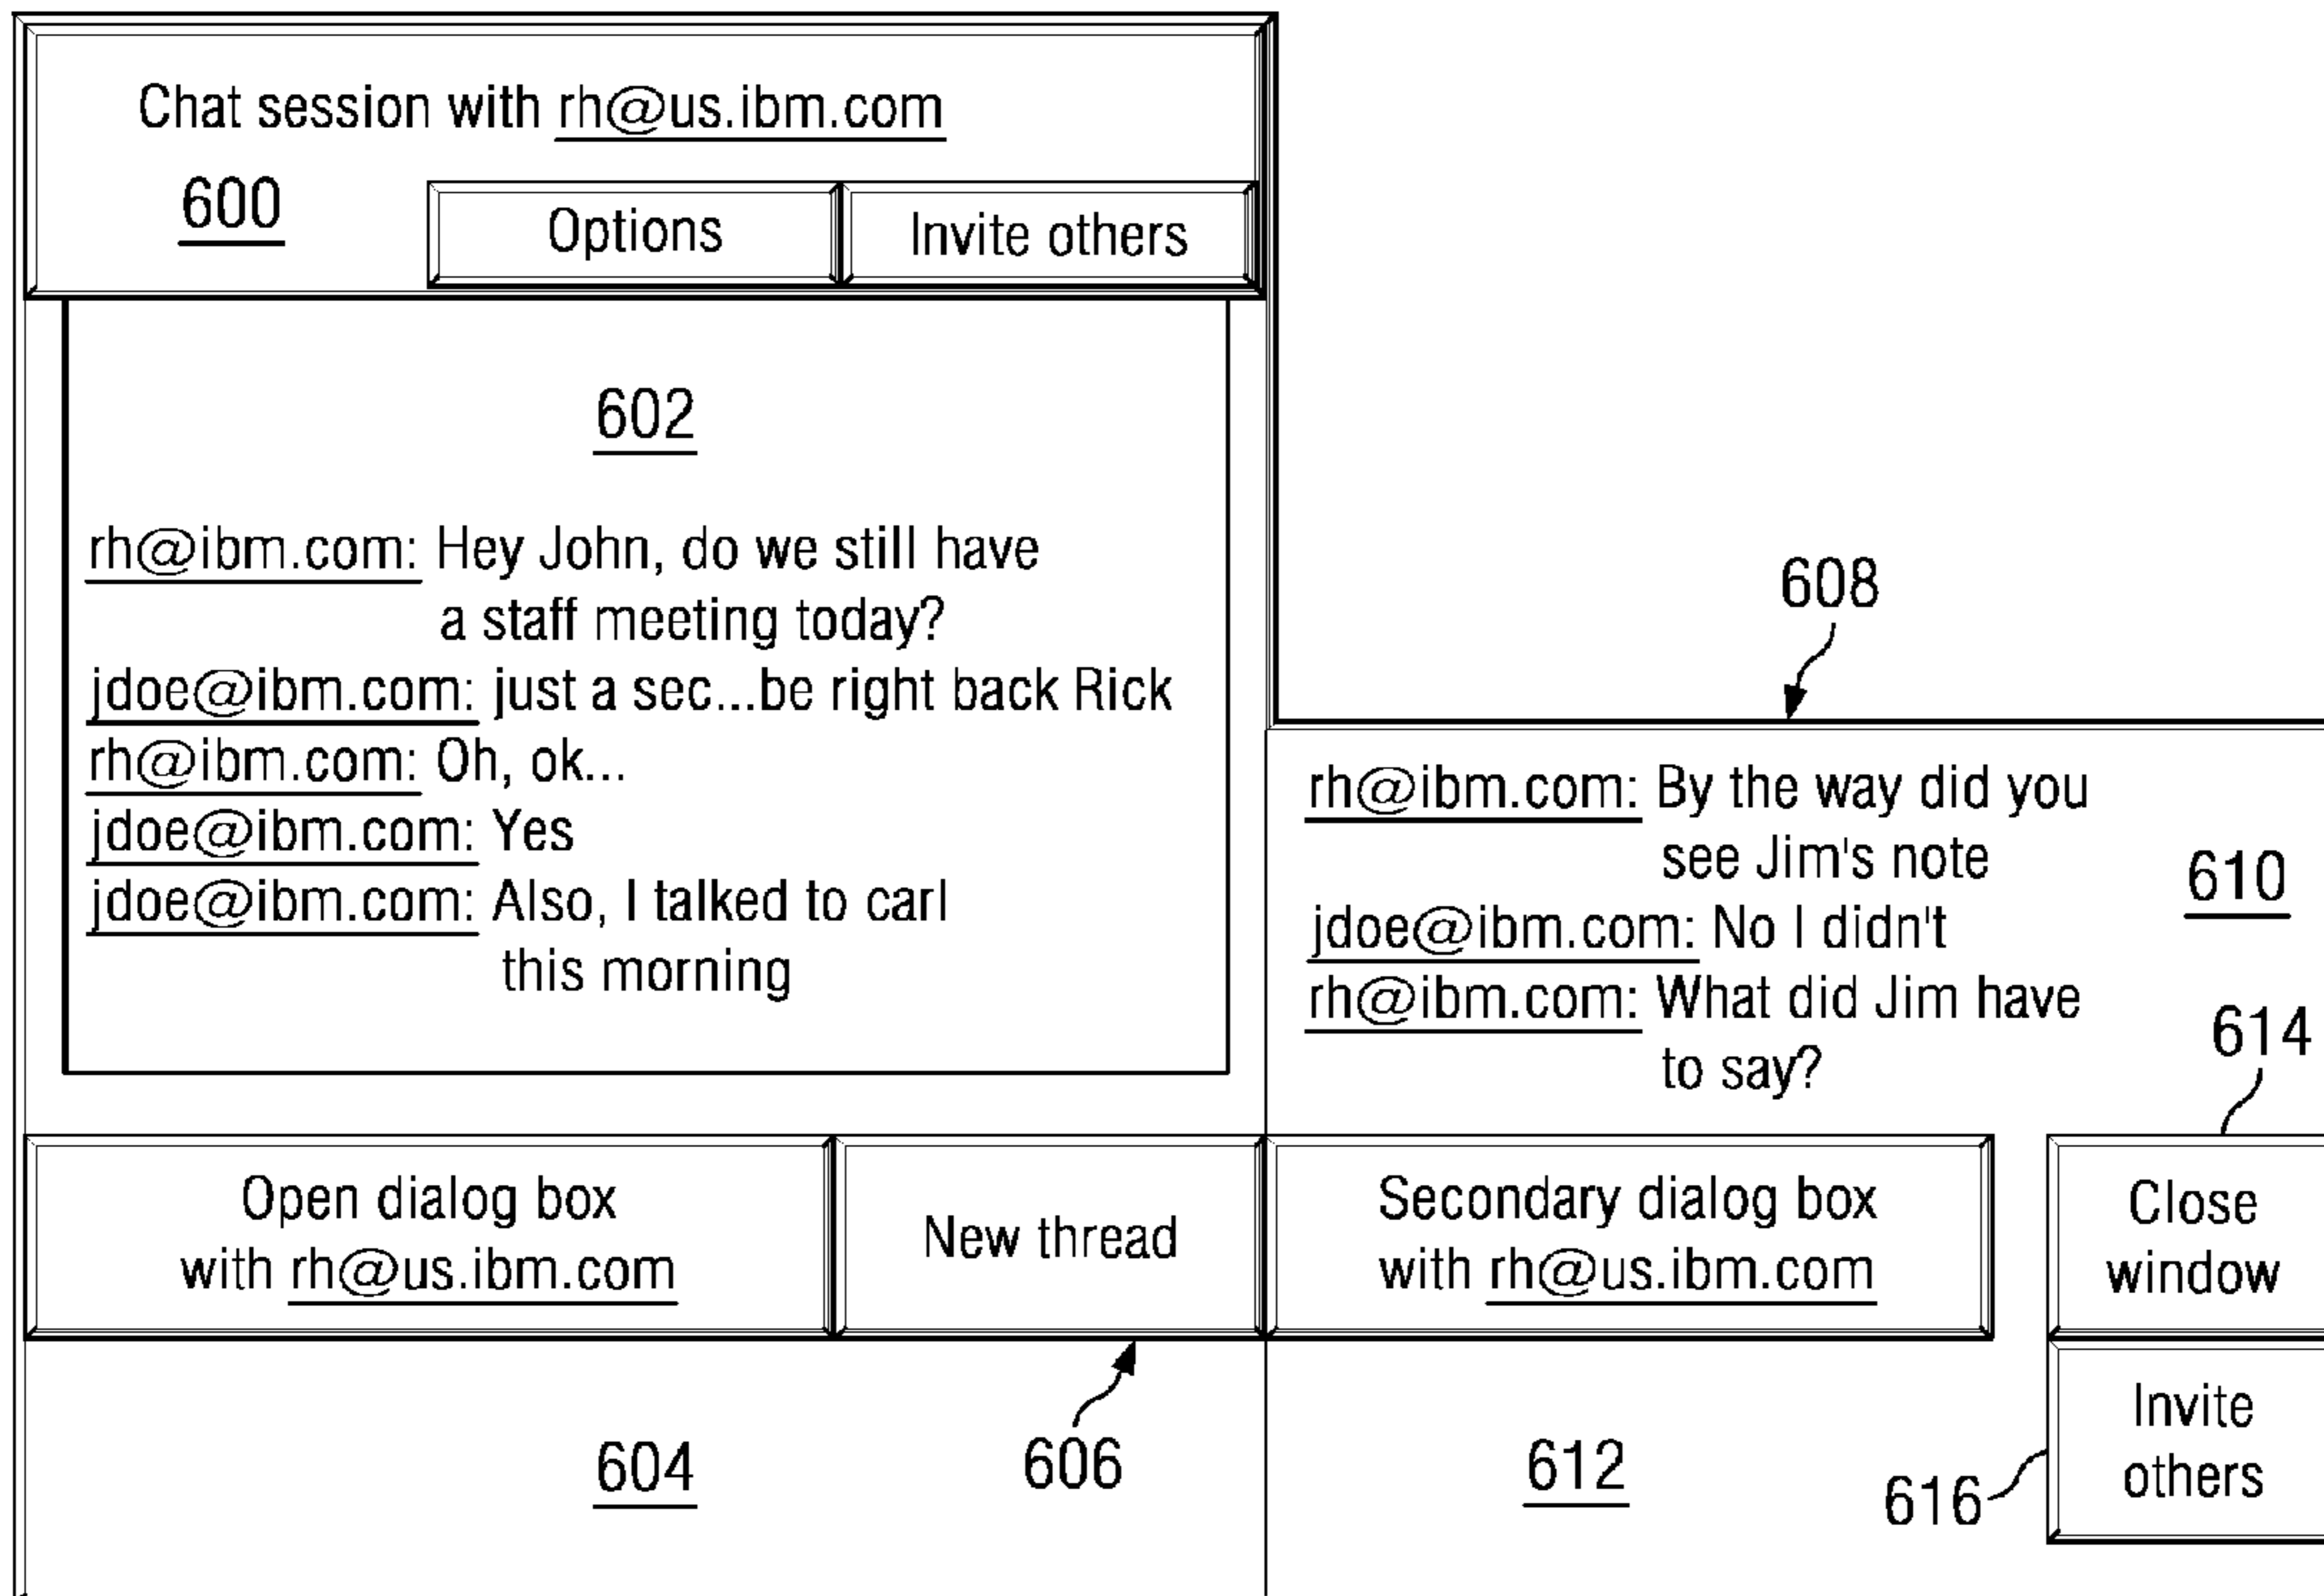 Chat session with rh@us.ibm.com
600
Options
Invite others
602
rh@ibm.com: Hey John, do we still have
a staff meeting today?
jdoe@ibm.com: just a sec...be right back Rick
rh@ibm.com: Oh, ok...
jdoe@ibm.com: Yes
jdoe@ibm.com: Also, I talked to carl
this morning
608
rh@ibm.com: By the way did you
see Jim's note
610
jdoe@ibm.com: No I didn't
rh@ibm.com: What did Jim have
to say?
614
Open dialog box
with rh@us.ibm.com
New thread
Secondary dialog box
with rh@us.ibm.com
Close
window
Invite
others
604
606
612
616